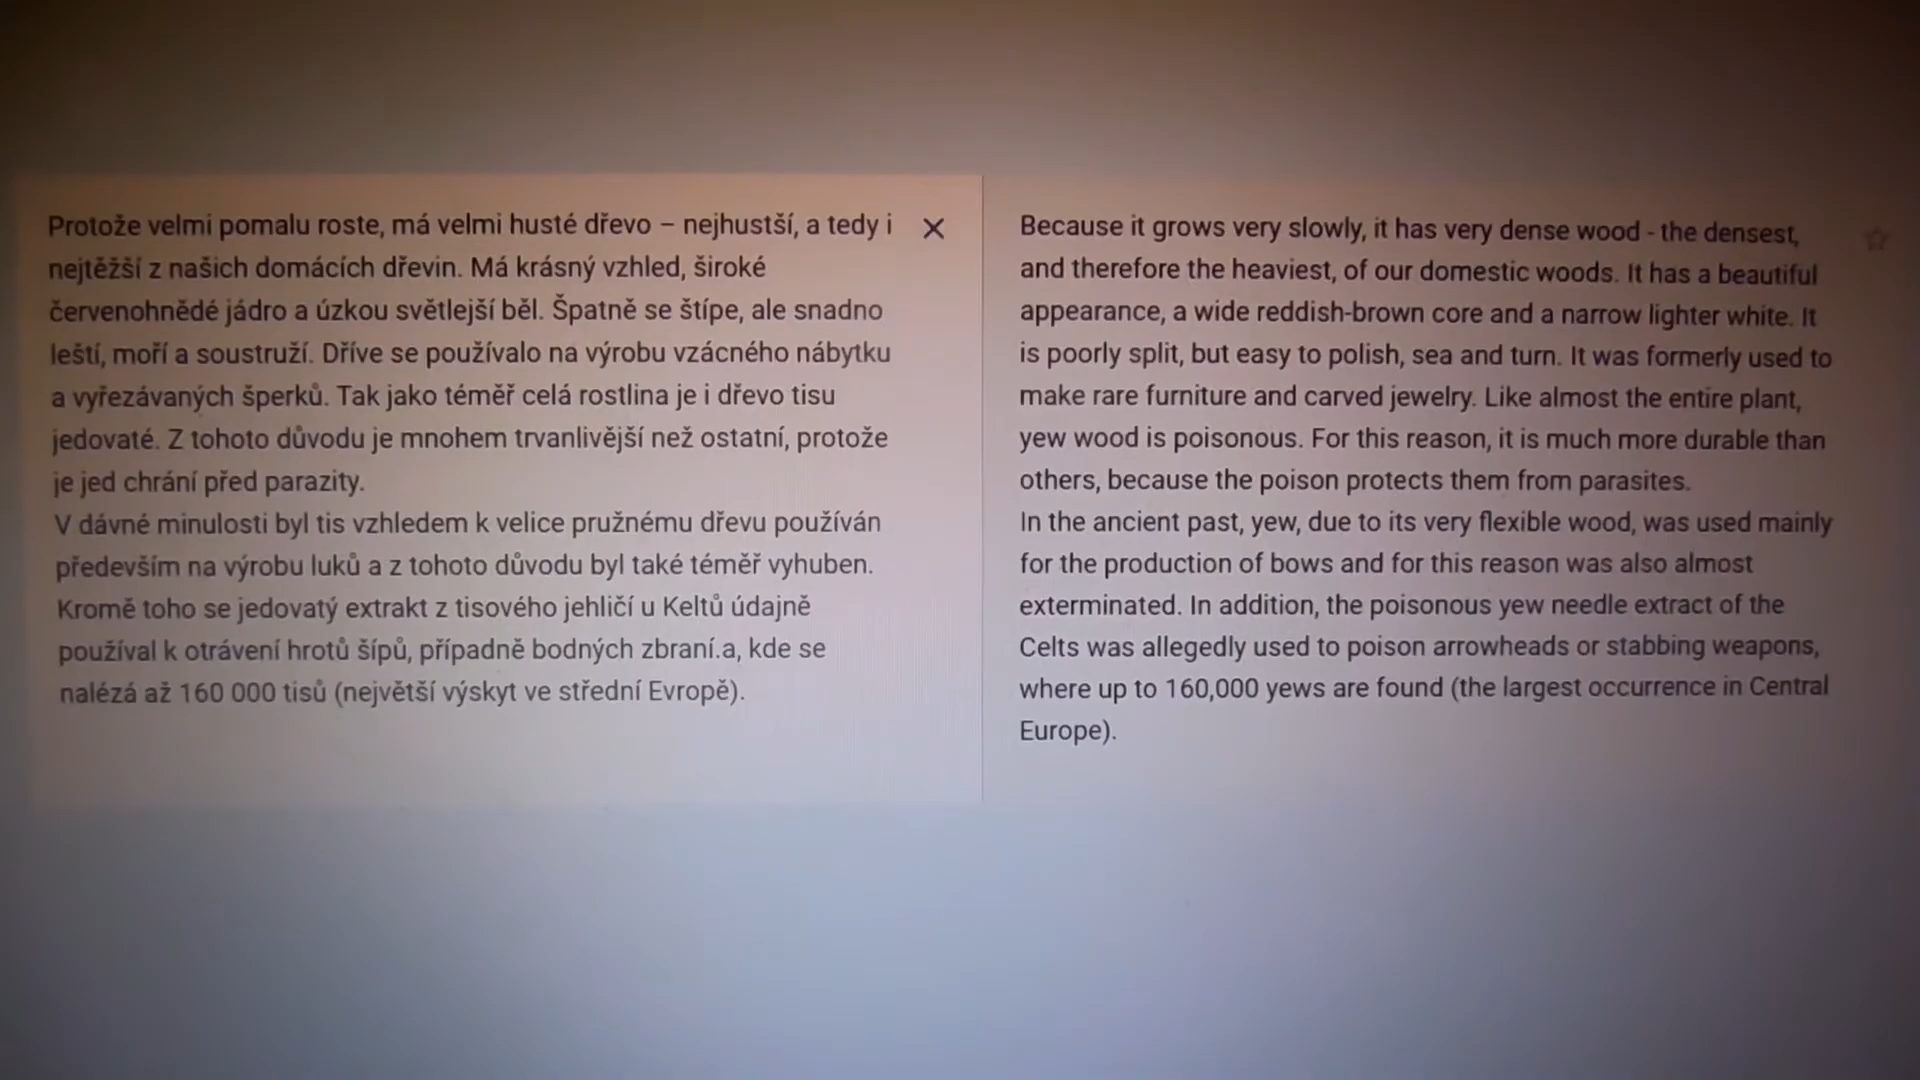 Protože velmi pomalu roste, má velmi husté dřevo – nejhustší, a tedy i
nejtěžší z našich domácích dřevin. Má krásný vzhled, široké
červenohnědé jádro a úzkou světlejší běl. Špatně se štípe, ale snadno
leští, moří a soustruží. Dříve se používalo na výrobu vzácného nábytku
a vyřezávaných šperků. Tak jako téměř celá rostlina je i dřevo tisu
jedovaté. Z tohoto důvodu je mnohem trvanlivější než ostatní, protože
je jed chrání před parazity.
V dávné minulosti byl tis vzhledem k velice pružnému dřevu používán
především na výrobu luků a z tohoto důvodu byl také téměř vyhuben.
Kromě toho se jedovatý extrakt z tisového jehličí u Keltů údajně
používal k otrávení hrotů šípů, případně bodných zbraní.a, kde se
nalézá až 160 000 tisů (největší výskyt ve střední Evropě).
Because it grows very slowly, it has very dense wood - the densest,
and therefore the heaviest, of our domestic woods. It has a beautiful
appearance, a wide reddish-brown core and a narrow lighter white. It
is poorly split, but easy to polish, sea and turn. It was formerly used to
make rare furniture and carved jewelry. Like almost the entire plant,
yew wood is poisonous. For this reason, it is much more durable than
others, because the poison protects them from parasites.
In the ancient past, yew, due to its very flexible wood, was used mainly
for the production of bows and for this reason was also almost
exterminated. In addition, the poisonous yew needle extract of the
Celts was allegedly used to poison arrowheads or stabbing weapons,
where up to 160,000 yews are found (the largest occurrence in Central
Europe).